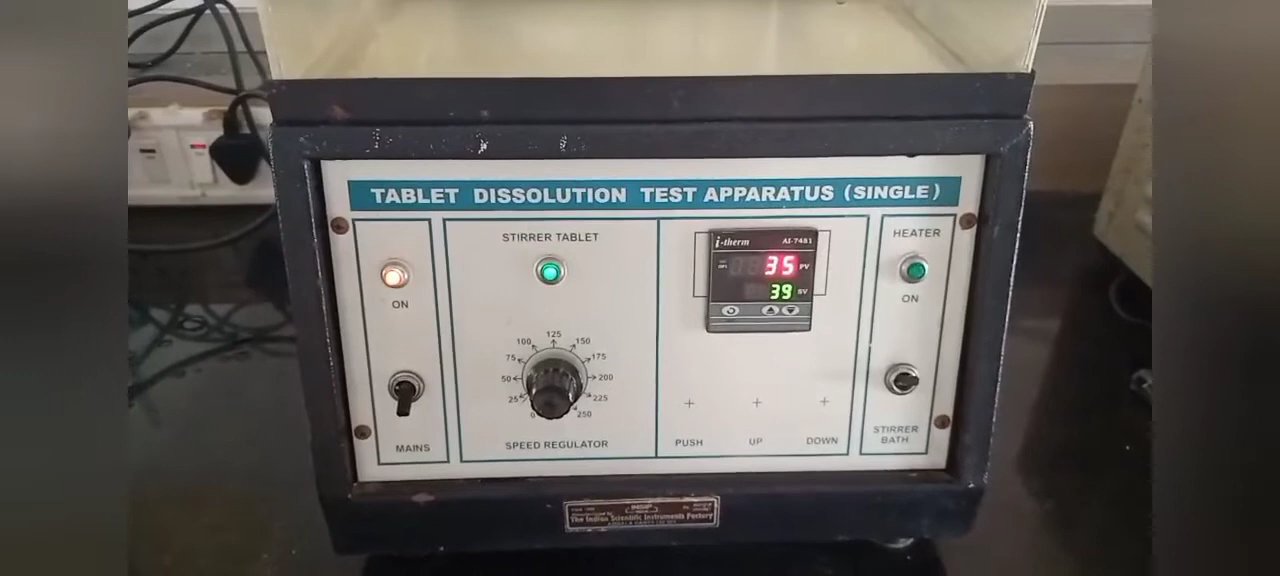 TABLET DISSOLUTION TEST APPARATUS (SINGLE)
ON
MAINS
STIRRER TABLET
125
100 150
75 175
50 200
25 225
0 250
SPEED REGULATOR
i-therm AI-7481
35 PV
39 SV
PUSH UP DOWN
HEATER
ON
STIRRER
BATH
The Indian Scientific Instruments Factory